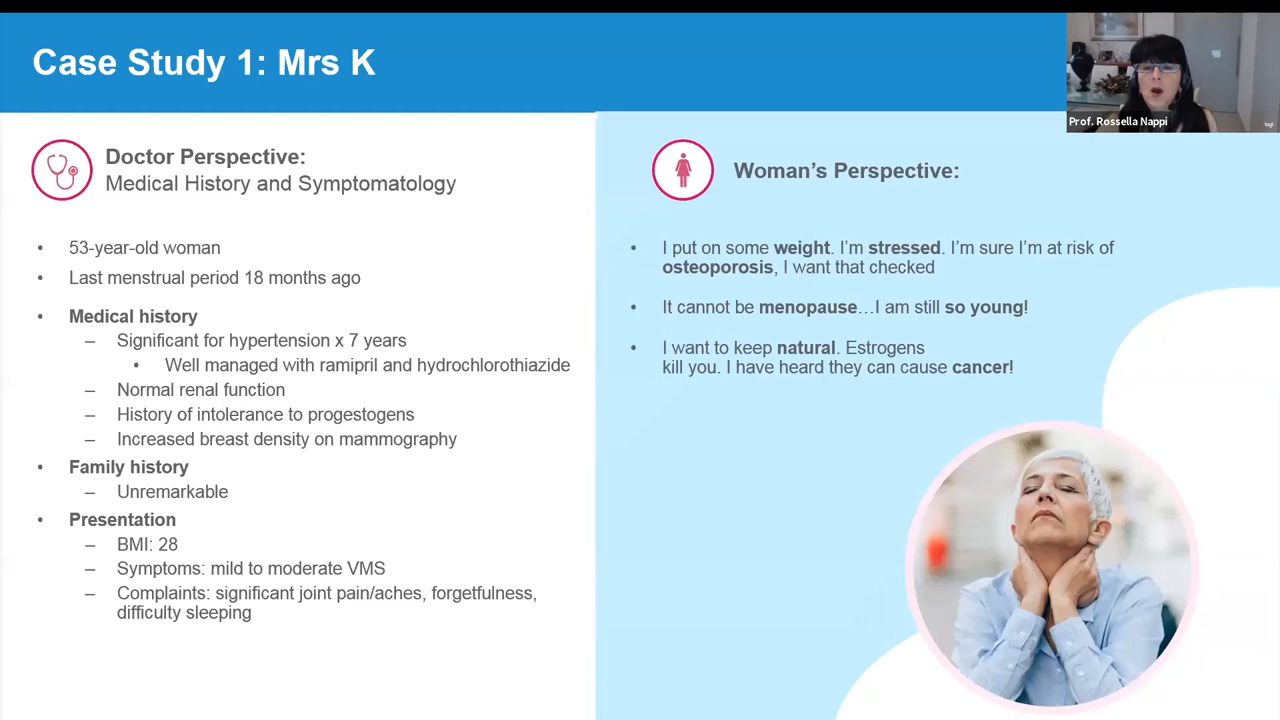 Case Study 1: Mrs K
Prof. Rossella Nappi
logi
Doctor Perspective:
Medical History and Symptomatology
• 53-year-old woman
• Last menstrual period 18 months ago
• Medical history
– Significant for hypertension x 7 years
• Well managed with ramipril and hydrochlorothiazide
– Normal renal function
– History of intolerance to progestogens
– Increased breast density on mammography
• Family history
– Unremarkable
• Presentation
– BMI: 28
– Symptoms: mild to moderate VMS
– Complaints: significant joint pain/aches, forgetfulness,
difficulty sleeping
Woman’s Perspective:
• I put on some weight. I’m stressed. I’m sure I’m at risk of
osteoporosis, I want that checked
• It cannot be menopause…I am still so young!
• I want to keep natural. Estrogens
kill you. I have heard they can cause cancer!